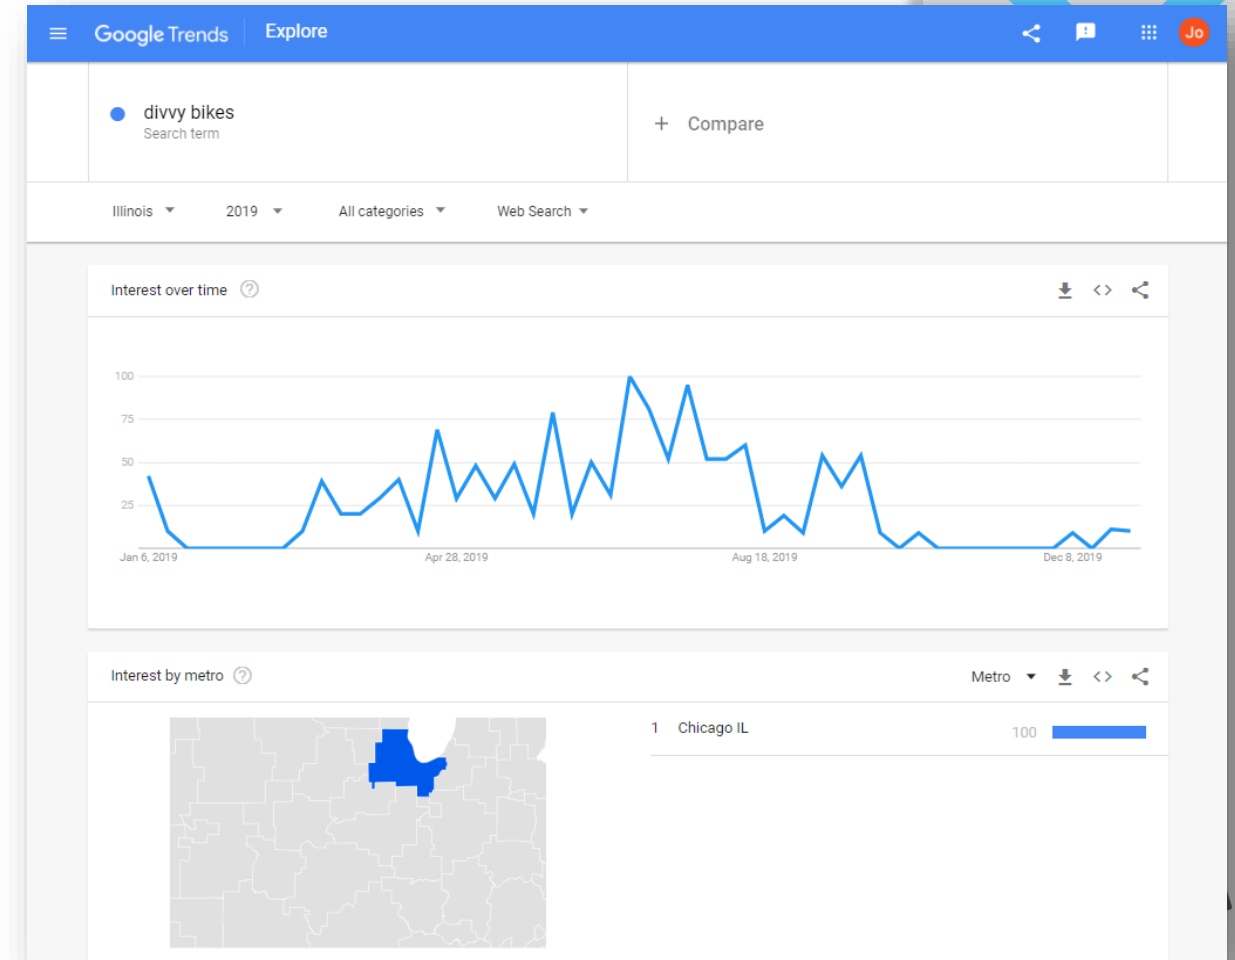 Google Trends Explore Jo
divvy bikes
Search term
+ Compare
Illinois 2019 All categories Web Search
Interest over time ?
100
75
50
25
Jan 6, 2019 Apr 28, 2019 Aug 18, 2019 Dec 8, 2019
Interest by metro ? Metro
1 Chicago IL 100